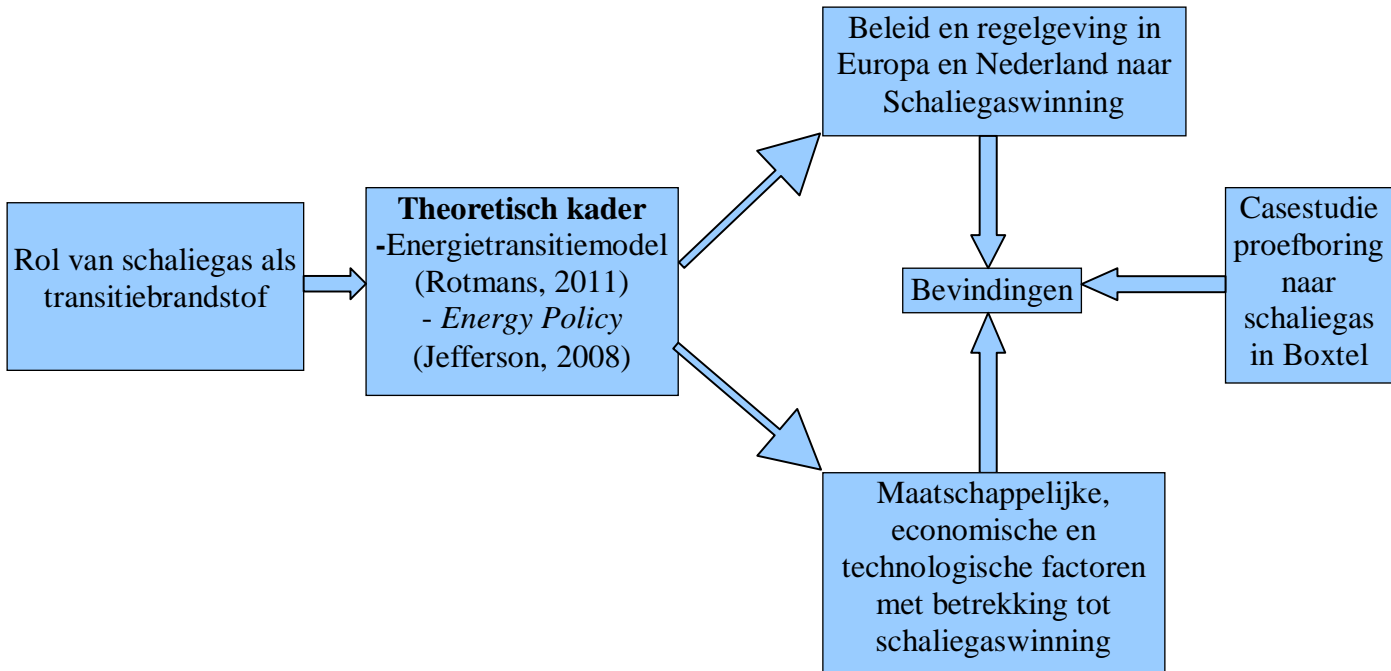 Rol van schaliegas als
transitiebrandstof
Theoretisch kader
-Energietransitiemodel
(Rotmans, 2011)
- Energy Policy
(Jefferson, 2008)
Beleid en regelgeving in
Europa en Nederland naar
Schaliegaswinning
Bevindingen
Maatschappelijke,
economische en
technologische factoren
met betrekking tot
schaliegaswinning
Casestudie
proefboring
naar
schaliegas
in Boxtel